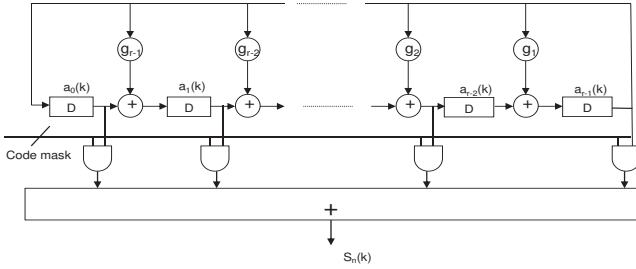 g_{r-1} g_{r-2} g_2 g_1
a_0(k) a_1(k) a_{r-2}(k) a_{r-1}(k)
D + D + + D + D
Code mask
+
S_n(k)